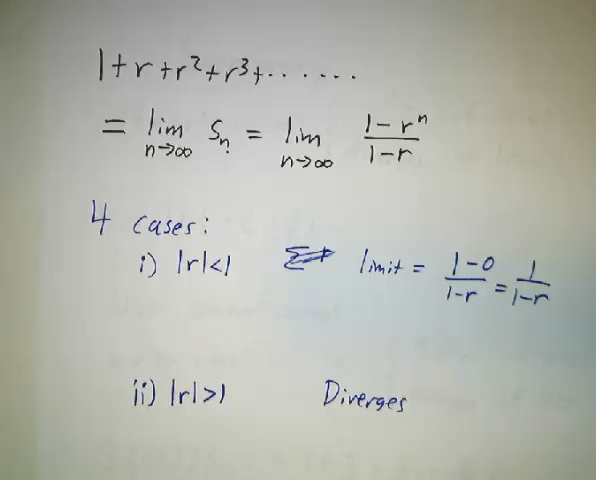 1+r+r²+r³+......
= lim n→∞ Sₙ = lim n→∞ (1-rⁿ)/(1-r)
4 cases:
i) |r|<1 limit = (1-0)/(1-r) = 1/(1-r)
ii) |r|>1 Diverges